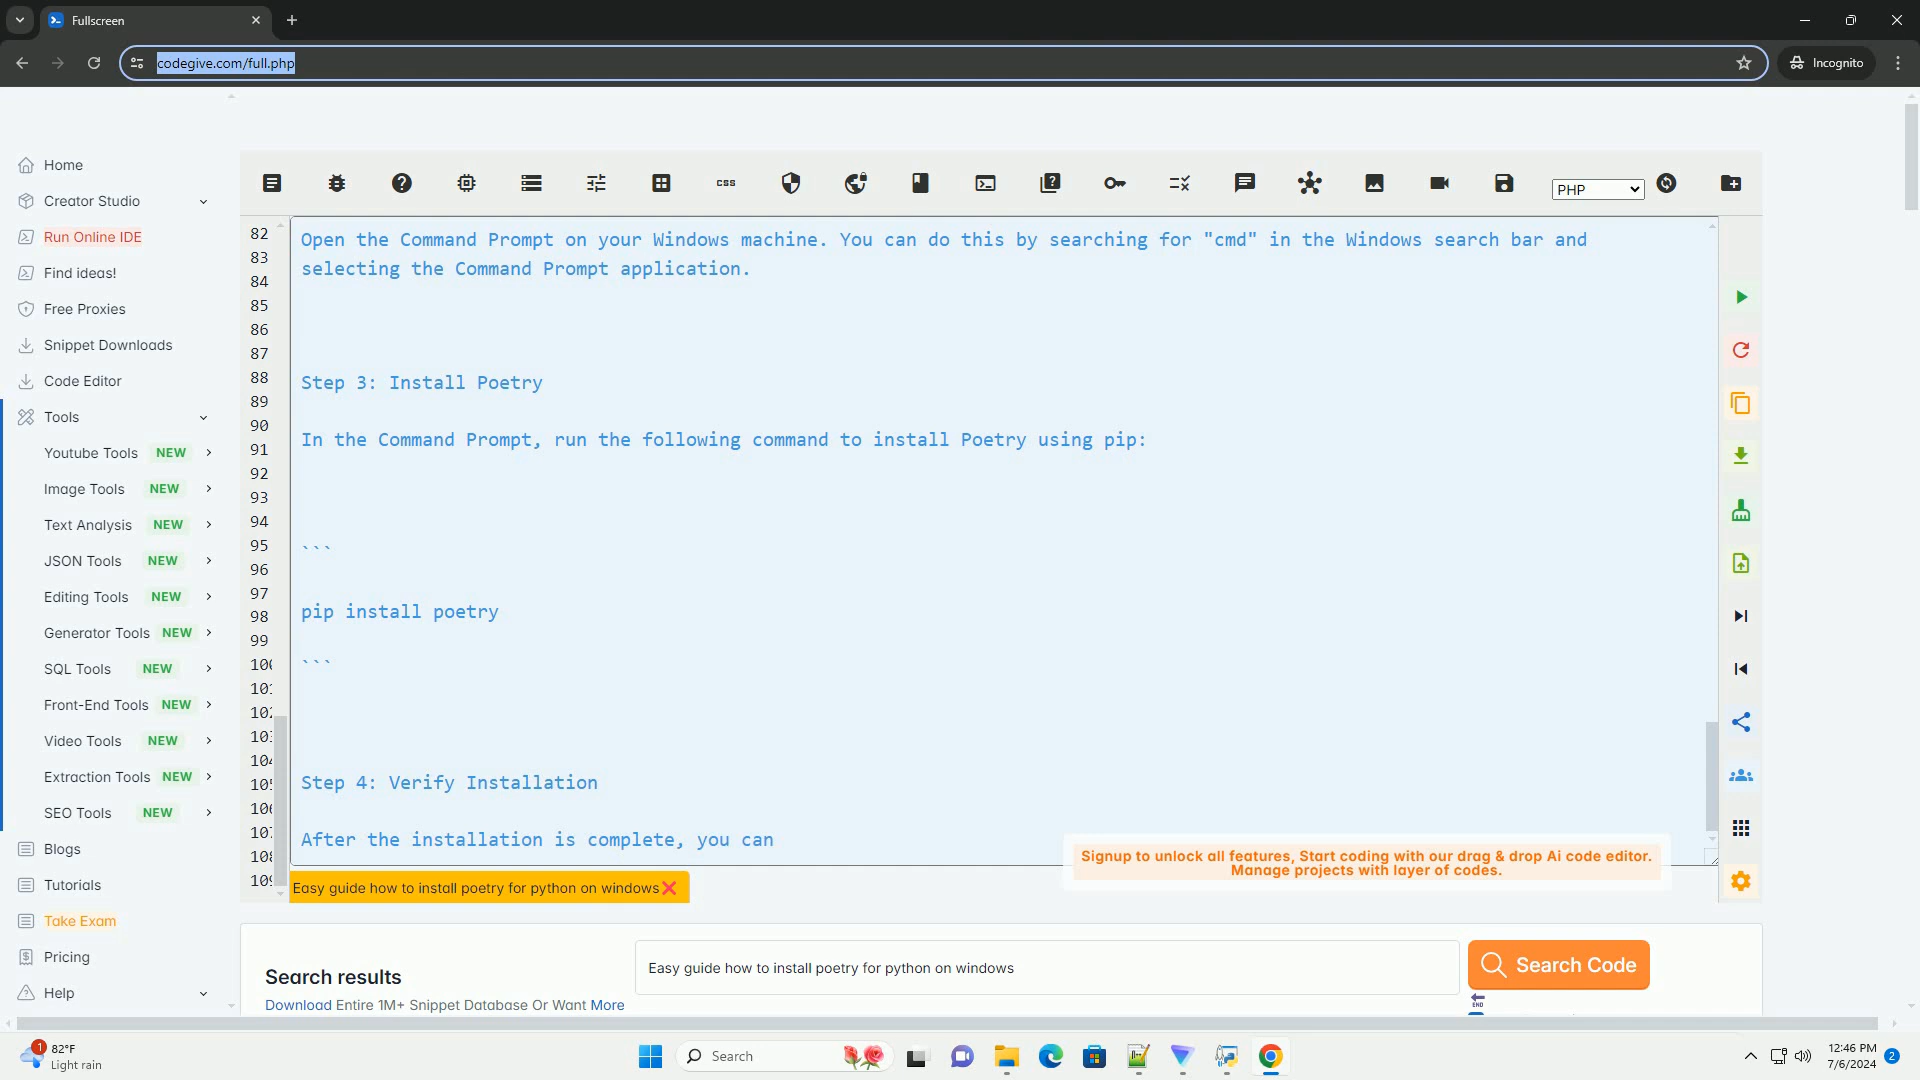 Fullscreen
codegive.com/full.php
Incognito
Home
Creator Studio
Run Online IDE
Find ideas!
Free Proxies
Snippet Downloads
Code Editor
Tools
Youtube Tools NEW
Image Tools NEW
Text Analysis NEW
JSON Tools NEW
Editing Tools NEW
Generator Tools NEW
SQL Tools NEW
Front-End Tools NEW
Video Tools NEW
Extraction Tools NEW
SEO Tools NEW
Blogs
Tutorials
Take Exam
Pricing
Help
CSS
PHP
82
83
84
85
86
87
88
89
90
91
92
93
94
95
96
97
98
99
Open the Command Prompt on your Windows machine. You can do this by searching for "cmd" in the Windows search bar and
selecting the Command Prompt application.
Step 3: Install Poetry
In the Command Prompt, run the following command to install Poetry using pip:
```
pip install poetry
```
Step 4: Verify Installation
After the installation is complete, you can
Signup to unlock all features, Start coding with our drag & drop Ai code editor.
Manage projects with layer of codes.
Easy guide how to install poetry for python on windows
Search results
Download Entire 1M+ Snippet Database Or Want More
Easy guide how to install poetry for python on windows
Search Code
END
1
82°F
Light rain
Search
12:46 PM
7/6/2024
2